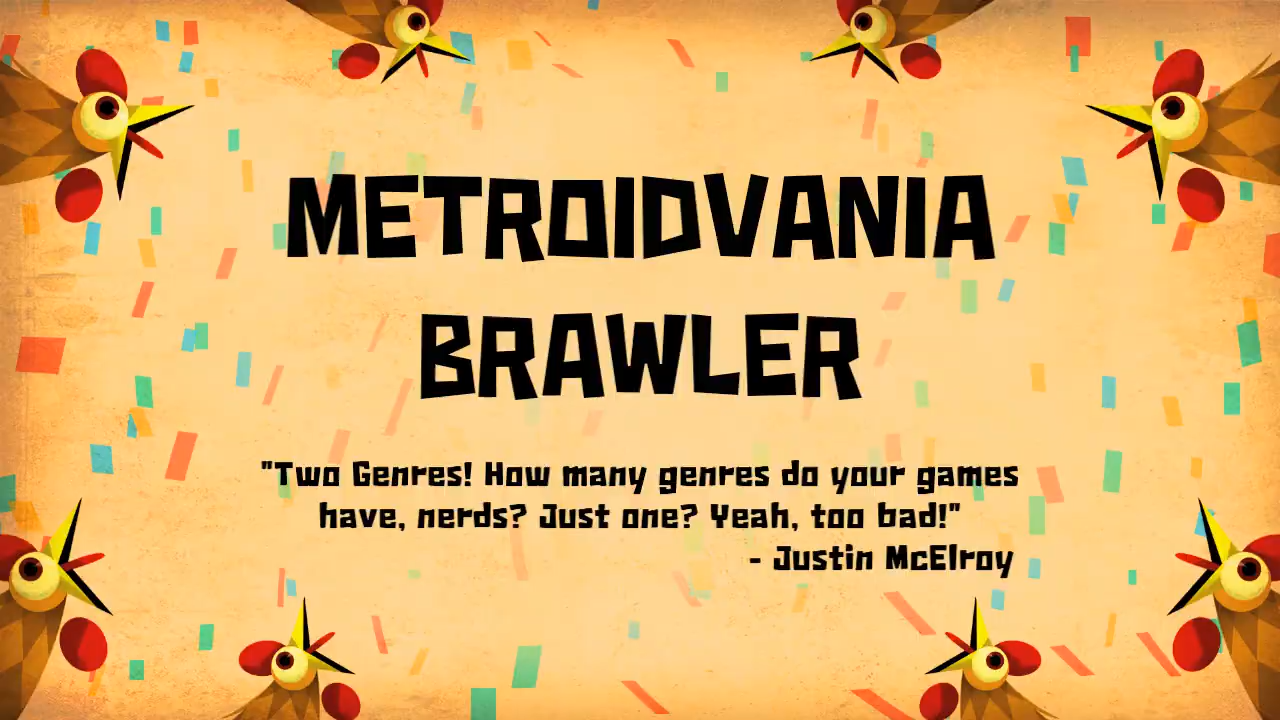 METROIDVANIA
BRAWLER
"Two Genres! How many genres do your games
have, nerds? Just one? Yeah, too bad!"
- Justin McElroy